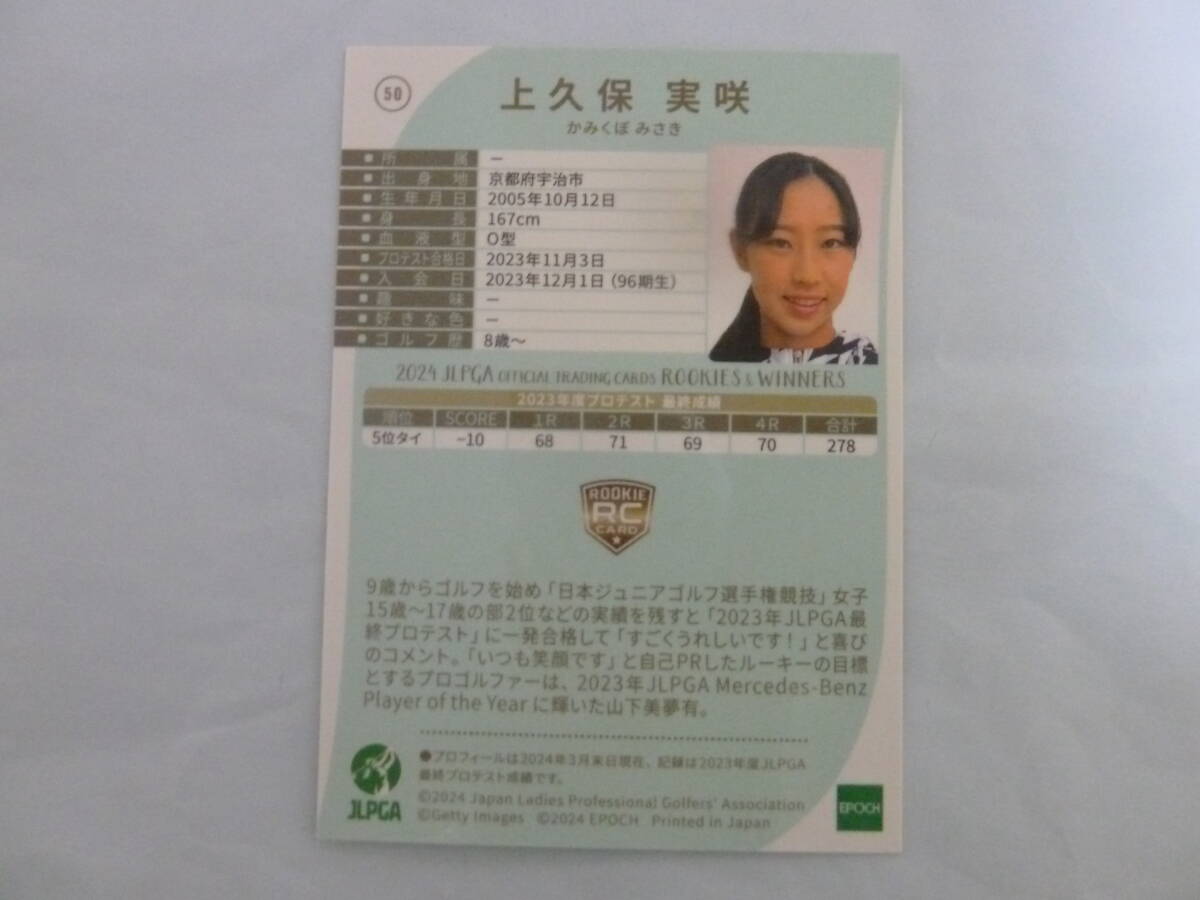 50
上久保 実咲
かみくぼ みさき
■所属 ー
■出身地 京都府宇治市
■生年月日 2005年10月12日
■身長 167cm
■血液型 O型
■プロテスト合格日 2023年11月3日
■入会日 2023年12月1日（96期生）
■趣味 ー
■好きな色 ー
■ゴルフ歴 8歳～
2024 JLPGA OFFICIAL TRADING CARDS ROOKIES & WINNERS
2023年度プロテスト 最終成績
順位 SCORE 1R 2R 3R 4R 合計
5位タイ −10 68 71 69 70 278
ROOKIE
RC
CARD
9歳からゴルフを始め「日本ジュニアゴルフ選手権競技」女子
15歳～17歳の部2位などの実績を残すと「2023年JLPGA最
終プロテスト」に一発合格して「すごくうれしいです！」と喜び
のコメント。「いつも笑顔です」と自己PRしたルーキーの目標
とするプロゴルファーは、2023年JLPGA Mercedes-Benz
Player of the Year に輝いた山下美夢有。
●プロフィールは2024年3月末日現在、記録は2023年度JLPGA
最終プロテスト成績です。
©2024 Japan Ladies Professional Golfers' Association
©Getty Images ©2024 EPOCH Printed in Japan
JLPGA
EPOCH